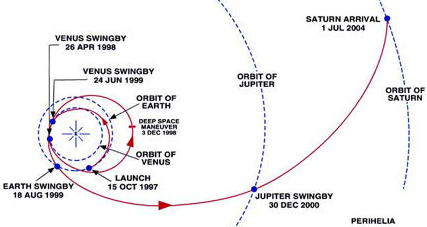 SATURN ARRIVAL
1 JUL 2004
VENUS SWINGBY
26 APR 1998
VENUS SWINGBY
24 JUN 1999
ORBIT OF
JUPITER
ORBIT OF
SATURN
ORBIT OF
EARTH
DEEP SPACE
MANEUVER
3 DEC 1998
ORBIT OF
VENUS
LAUNCH
15 OCT 1997
EARTH SWINGBY
18 AUG 1999
JUPITER SWINGBY
30 DEC 2000
PERIHELIA